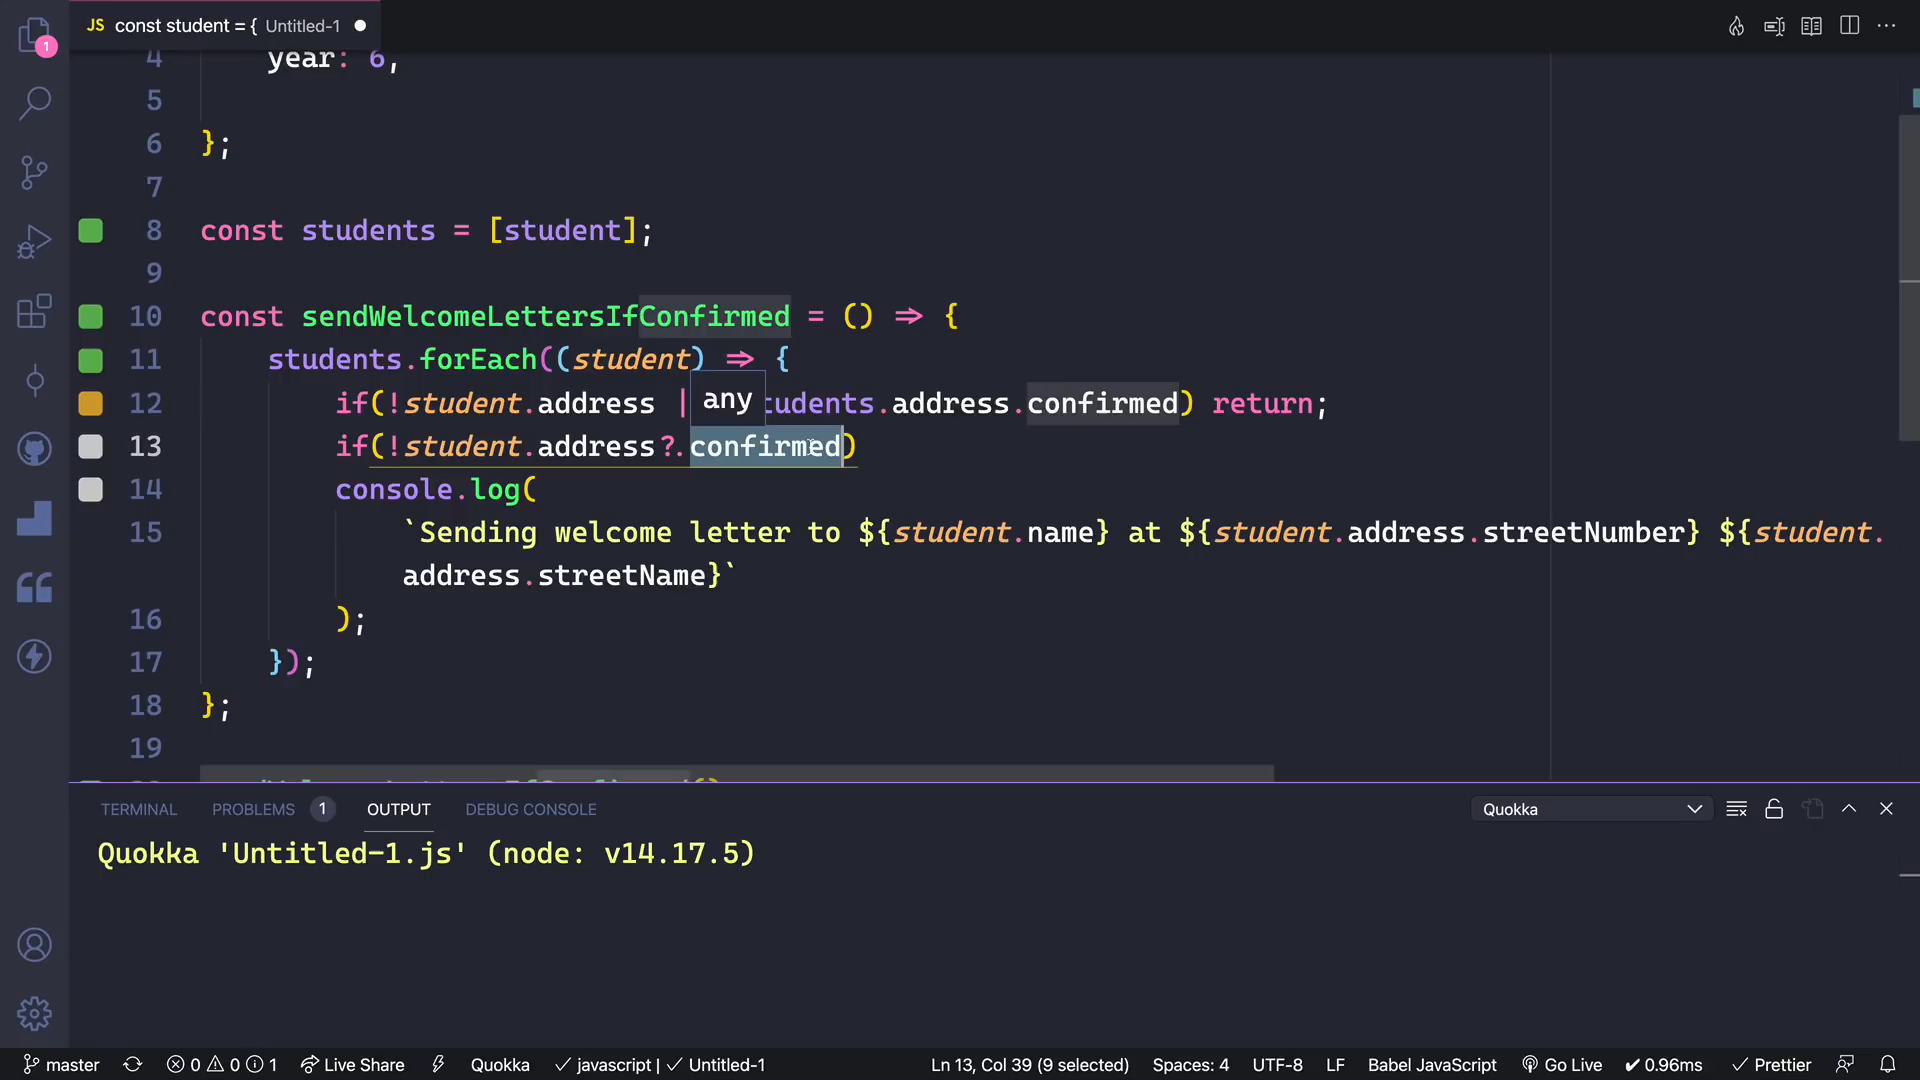 1
JS const student = { Untitled-1
4 year: 6,
5
6 };
7
8 const students = [student];
9
10 const sendWelcomeLettersIfConfirmed = () => {
11 students.forEach((student) => {
12 if(!student.address | tudents.address.confirmed) return;
any
13 if(!student.address?.confirmed)
14 console.log(
15 `Sending welcome letter to ${student.name} at ${student.address.streetNumber} ${student.
address.streetName}`
16 );
17 });
18 };
19
TERMINAL PROBLEMS 1 OUTPUT DEBUG CONSOLE Quokka
Quokka 'Untitled-1.js' (node: v14.17.5)
master 0 0 1 Live Share Quokka javascript | Untitled-1 Ln 13, Col 39 (9 selected) Spaces: 4 UTF-8 LF Babel JavaScript Go Live 0.96ms Prettier